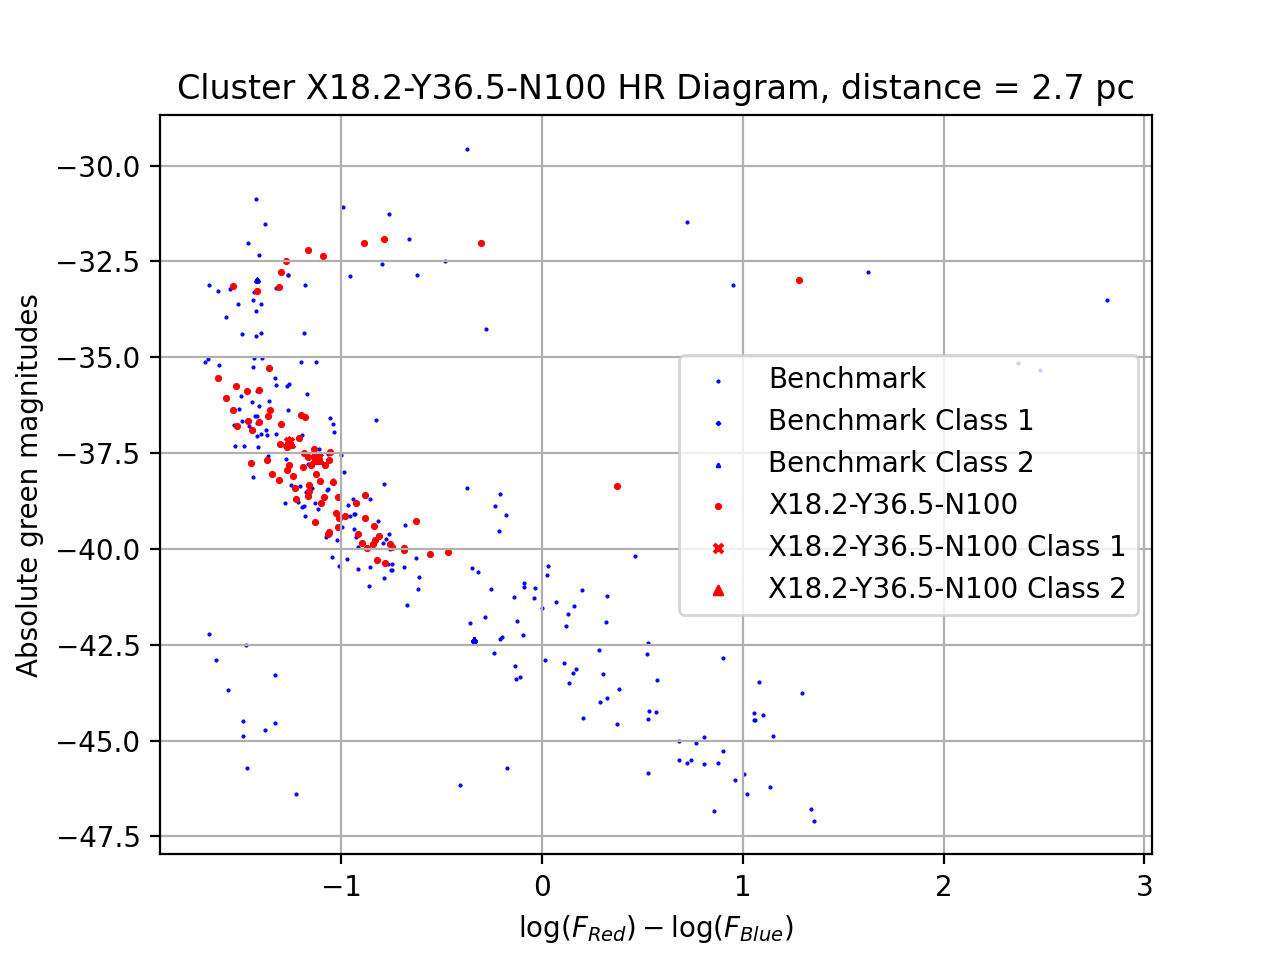 Cluster X18.2-Y36.5-N100 HR Diagram, distance = 2.7 pc
Absolute green magnitudes
−30.0
−32.5
−35.0
−37.5
−40.0
−42.5
−45.0
−47.5
Benchmark
Benchmark Class 1
Benchmark Class 2
X18.2-Y36.5-N100
X18.2-Y36.5-N100 Class 1
X18.2-Y36.5-N100 Class 2
−1 0 1 2 3
log(F_Red) − log(F_Blue)